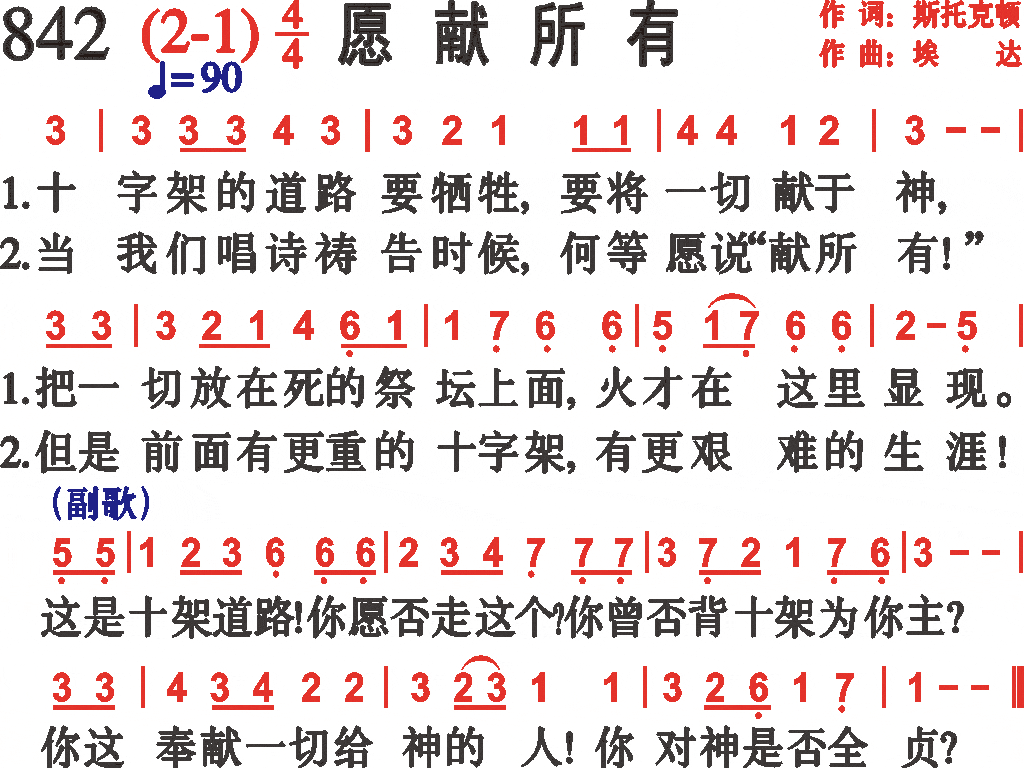 842 (2-1) 4/4 愿献所有 作 词：斯托克顿
♩=90 作 曲：埃 达
3 | 3 3 3 4 3 | 3 2 1 1 1 | 4 4 1 2 | 3 - - |
1.十 字架的道路 要牺牲, 要将 一切 献于 神,
2.当 我们唱诗祷 告时候, 何等 愿说“献所 有!”
3 3 | 3 2 1 4 6̣ 1 | 1 7̣ 6̣ 6̣ | 5̣ 1 7̣ 6̣ 6̣ | 2 - 5̣ |
1.把一 切放在死的祭 坛上面, 火才在 这里 显 现。
2.但是 前面有更重的 十字架, 有更艰 难的 生 涯!
(副歌)
5̣ 5̣ | 1 2 3 6̣ 6̣ 6̣ | 2 3 4 7̣ 7̣ 7̣ | 3 7̣ 2 1 7̣ 6̣ | 3 - - |
这是十架道路!你愿否走这个?你曾否背十架为你主?
3 3 | 4 3 4 2 2 | 3 2 3 1 1 | 3 2 6̣ 1 7̣ | 1 - - ‖
你这 奉献一切给 神的 人! 你 对神是否全 贞?